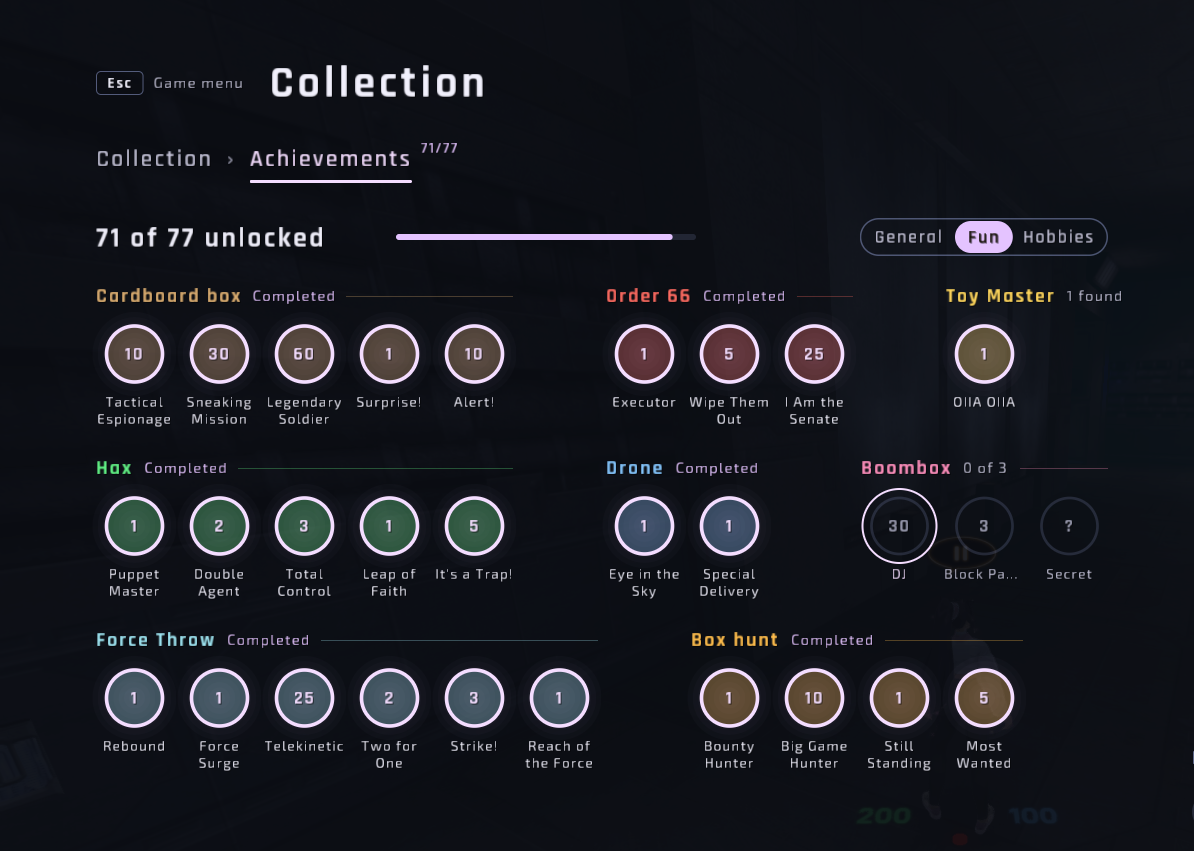 Esc Game menu Collection
Collection › Achievements 71/77
71 of 77 unlocked
General Fun Hobbies
Cardboard box Completed
10 30 60 1 10
Tactical Espionage
Sneaking Mission
Legendary Soldier
Surprise!
Alert!
Order 66 Completed
1 5 25
Executor
Wipe Them Out
I Am the Senate
Toy Master 1 found
1
OIIA OIIA
Hax Completed
1 2 3 1 5
Puppet Master
Double Agent
Total Control
Leap of Faith
It's a Trap!
Drone Completed
1 1
Eye in the Sky
Special Delivery
Boombox 0 of 3
30 3 ?
DJ
Block Pa...
Secret
Force Throw Completed
1 1 25 2 3 1
Rebound
Force Surge
Telekinetic
Two for One
Strike!
Reach of the Force
Box hunt Completed
1 10 1 5
Bounty Hunter
Big Game Hunter
Still Standing
Most Wanted
200 100